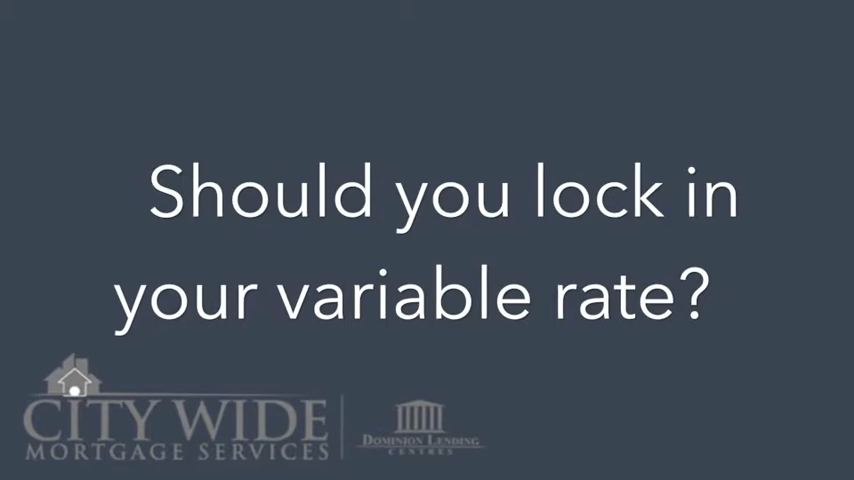 Should you lock in
your variable rate?
CITY WIDE
MORTGAGE SERVICES
DOMINION LENDING
CENTRES